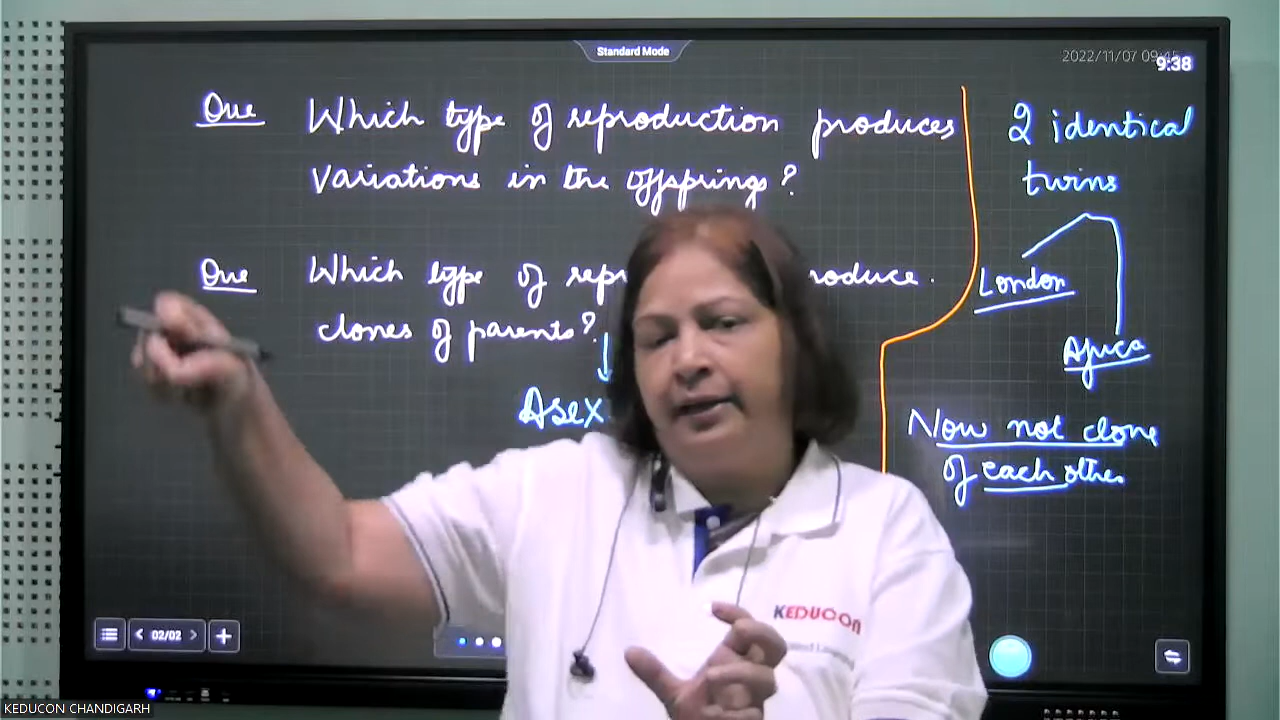 Standard Mode
2022/11/07 09:45
9:38
Que Which type of reproduction produces
variations in the offsprings?
Que Which type of repr oduce.
clones of parents?
Asex
2 identical
twins
London
Africa
Now not clone
of each other
02/02
KEDUCON
KEDUCON CHANDIGARH